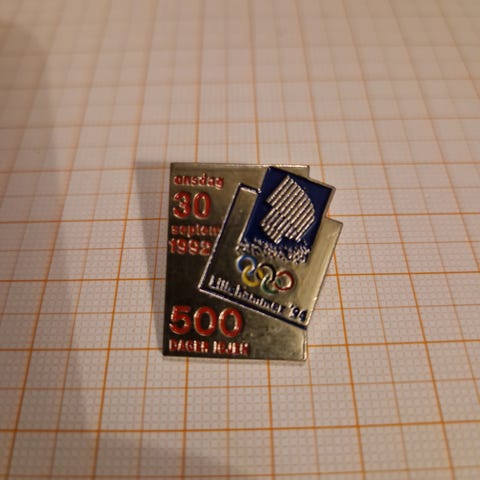 onsdag
30
septem
1992
500
DAGER IGJEN
Lillehammer '94